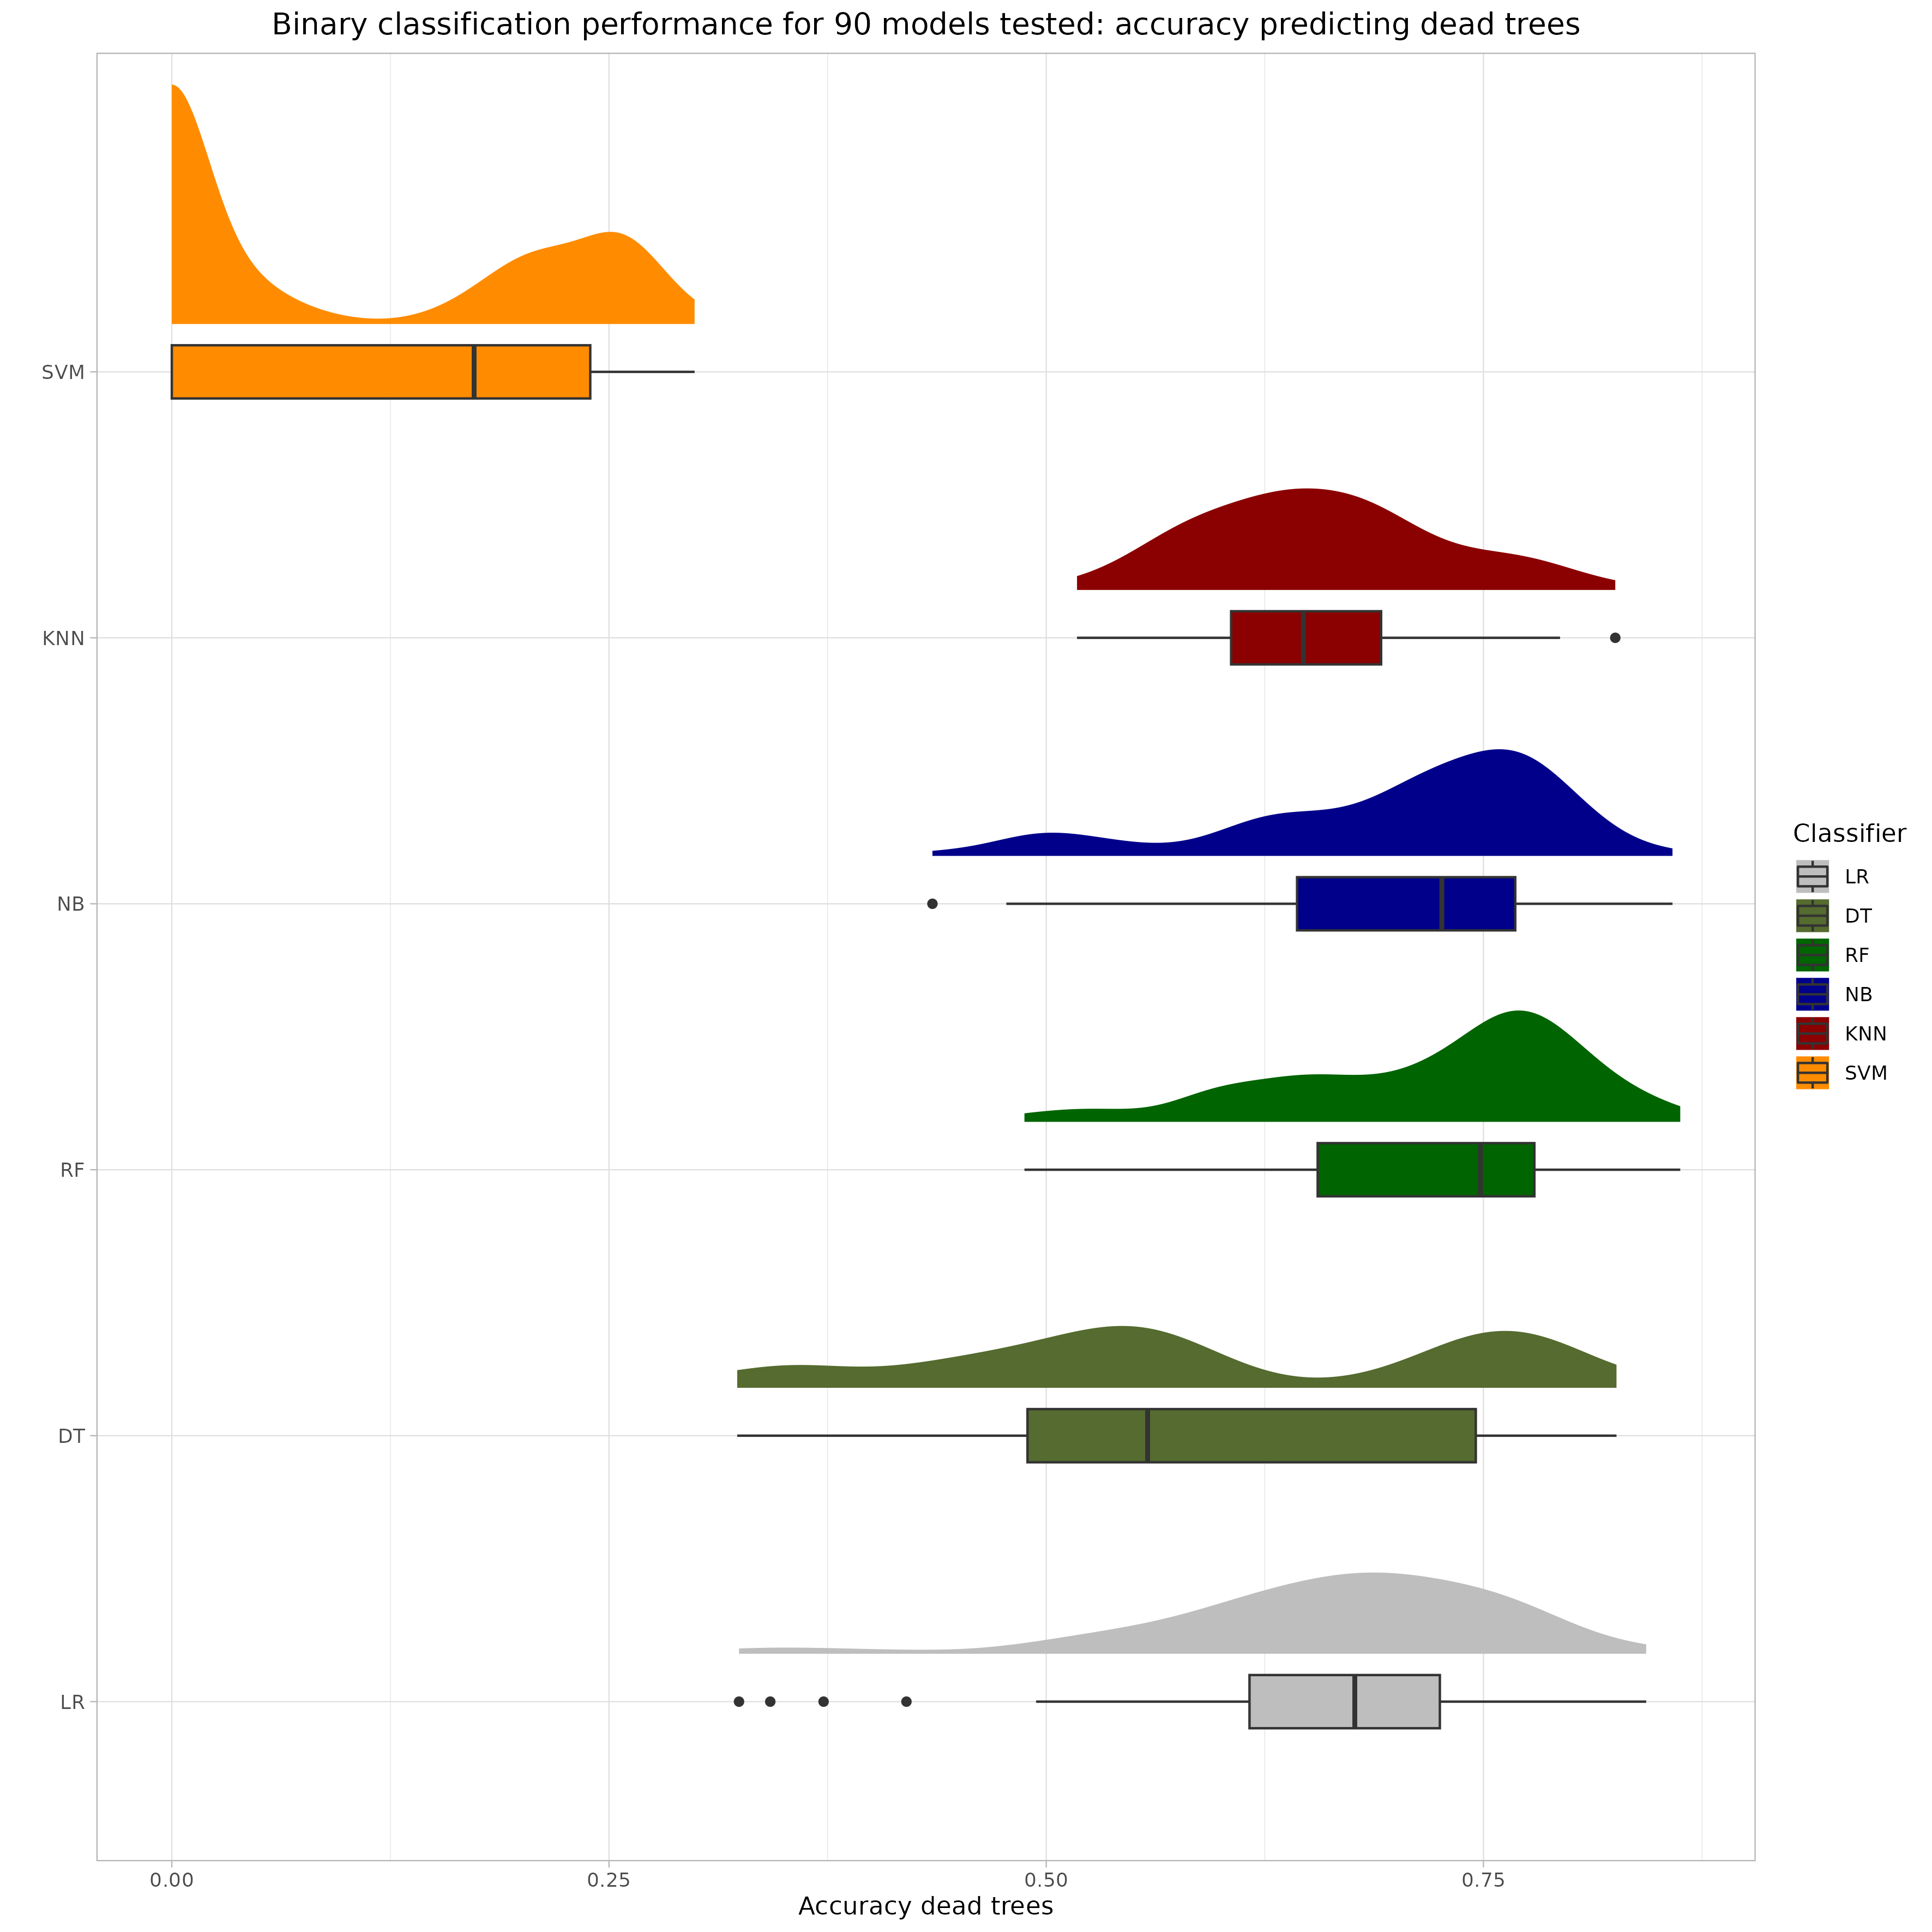 Binary classification performance for 90 models tested: accuracy predicting dead trees
SVM
KNN
NB
RF
DT
LR
0.00
0.25
0.50
0.75
Accuracy dead trees
Classifier
LR
DT
RF
NB
KNN
SVM